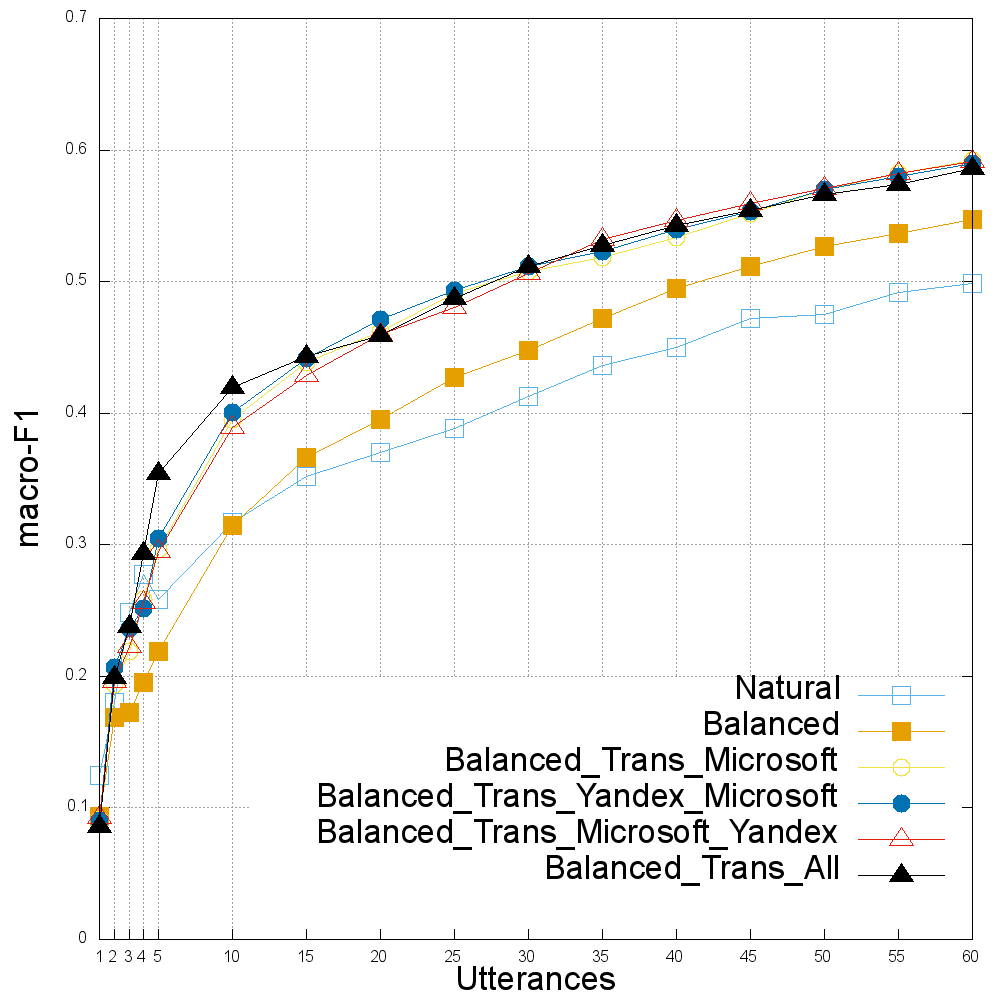 0.7
0.6
0.5
0.4
0.3
0.2
0.1
0
macro-F1
Natural
Balanced
Balanced_Trans_Microsoft
Balanced_Trans_Yandex_Microsoft
Balanced_Trans_Microsoft_Yandex
Balanced_Trans_All
1 2 3 4 5 10 15 20 25 30 35 40 45 50 55 60
Utterances